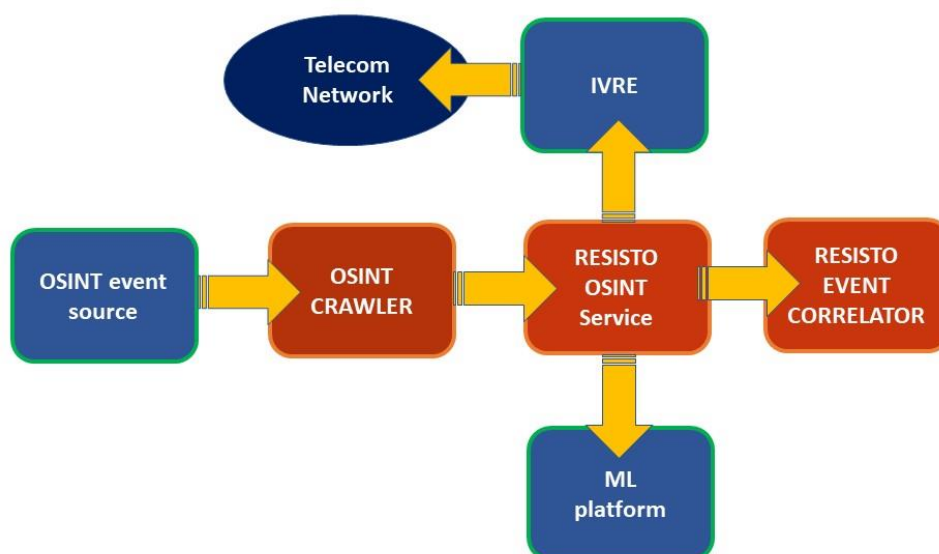 Telecom
Network
IVRE
OSINT event
source
OSINT
CRAWLER
RESISTO
OSINT
Service
RESISTO
EVENT
CORRELATOR
ML
platform